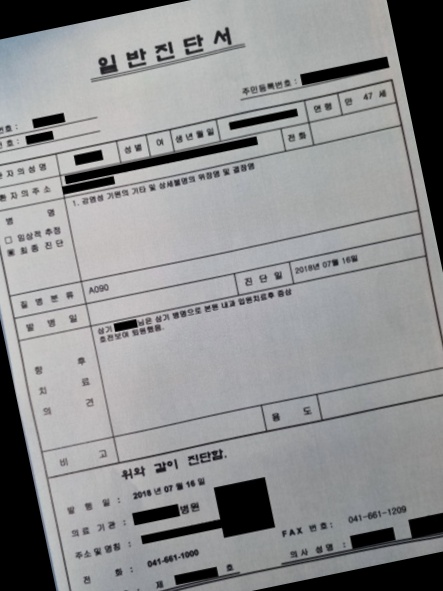 일반진단서
번호 :
주민등록번호 :
번호 :
환자의성명 성별 여 생년월일 연령 만 47 세
환자의주소 전화
병 명 1. 감염성 기원의 기타 및 상세불명의 위장염 및 결장염
□ 임상적 추정
▣ 최종 진단
질병분류 A090
발병일 진단일 2018년 07월 16일
향 후 치 료 의 견
상기 님은 상기 병명으로 본원 내과 입원치료후 증상
호전보여 퇴원했음.
비 고 용 도
위와 같이 진단함.
발 행 일 : 2018 년 07 월 16 일
의료 기관 : 병원
주소및명칭 :
전 화 : 041-661-1000 FAX 번호 : 041-661-1209
제 호 의사 성명 :